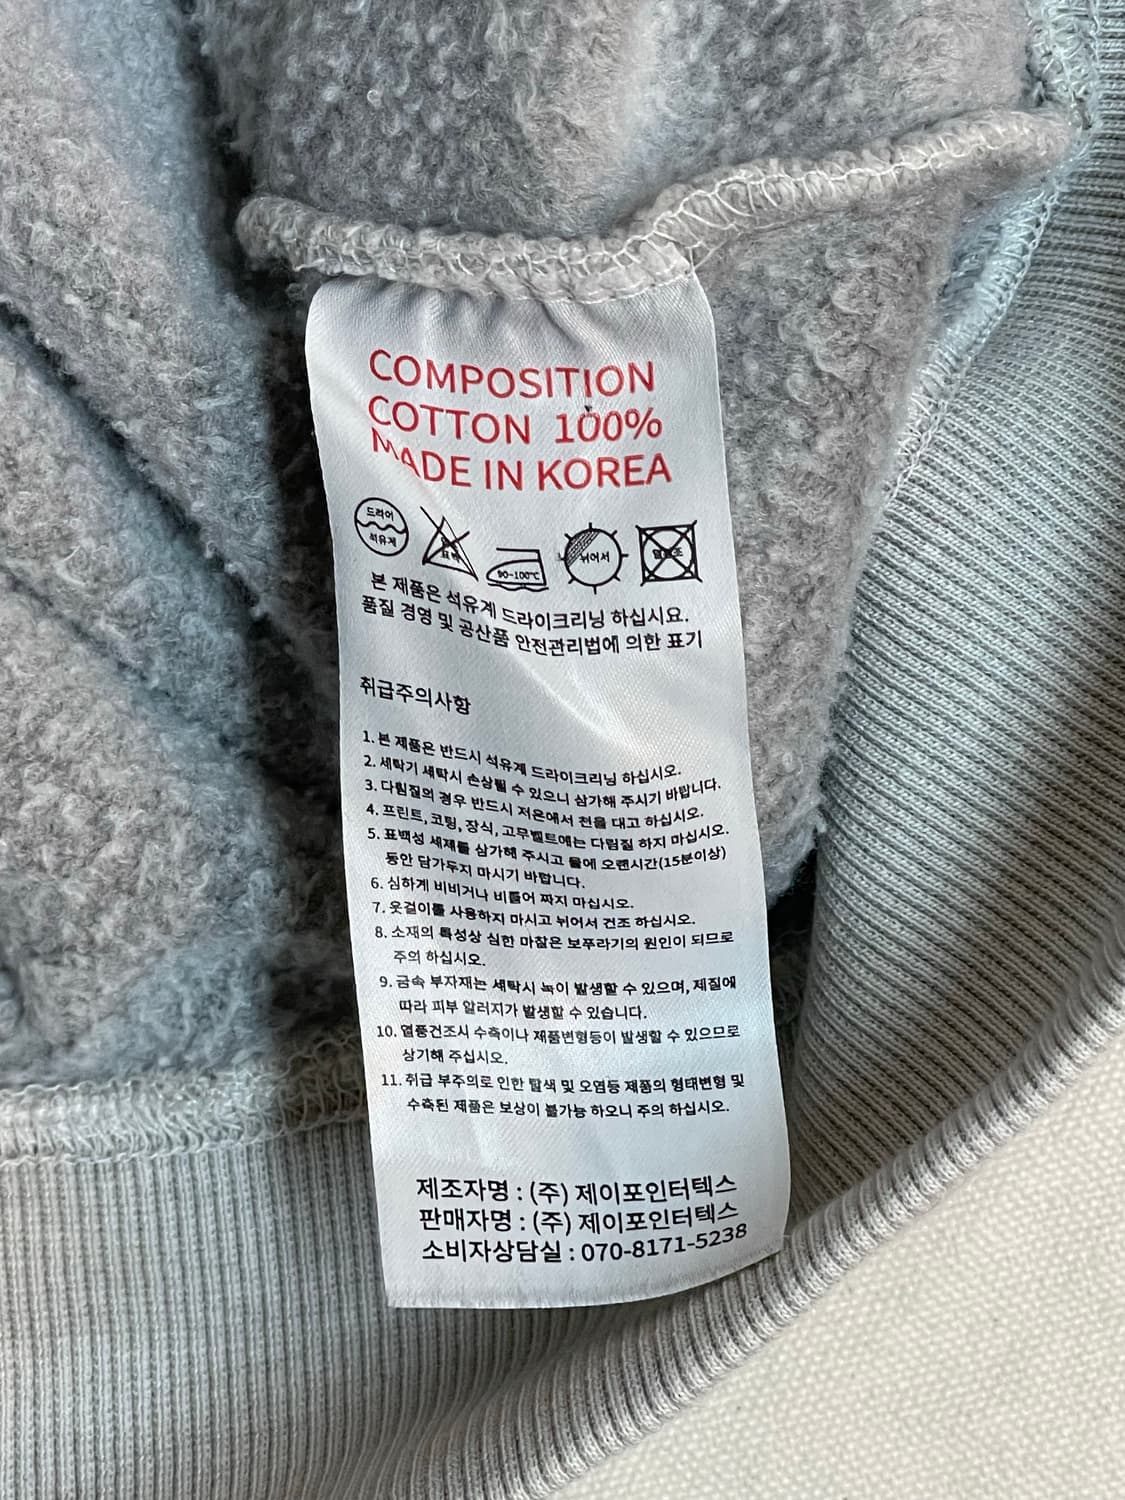 COMPOSITION
COTTON 100%
MADE IN KOREA
드라이
석유계
90~100℃
뉘어서
본 제품은 석유계 드라이크리닝 하십시요.
품질 경영 및 공산품 안전관리법에 의한 표기
취급주의사항
1. 본 제품은 반드시 석유계 드라이크리닝 하십시오.
2. 세탁기 세탁시 손상될 수 있으니 삼가해 주시기 바랍니다.
3. 다림질의 경우 반드시 저온에서 천을 대고 하십시오.
4. 프린트, 코팅, 장식, 고무벨트에는 다림질 하지 마십시오.
5. 표백성 세제를 삼가해 주시고 물에 오랜시간(15분이상)
동안 담가두지 마시기 바랍니다.
6. 심하게 비비거나 비틀어 짜지 마십시오.
7. 옷걸이를 사용하지 마시고 뉘어서 건조 하십시오.
8. 소재의 특성상 심한 마찰은 보푸라기의 원인이 되므로
주의 하십시오.
9. 금속 부자재는 세탁시 녹이 발생할 수 있으며, 제질에
따라 피부 알러지가 발생할 수 있습니다.
10. 열풍건조시 수축이나 제품변형등이 발생할 수 있으므로
상기해 주십시오.
11. 취급 부주의로 인한 탈색 및 오염등 제품의 형태변형 및
수축된 제품은 보상이 불가능 하오니 주의 하십시오.
제조자명 : (주) 제이포인터텍스
판매자명 : (주) 제이포인터텍스
소비자상담실 : 070-8171-5238